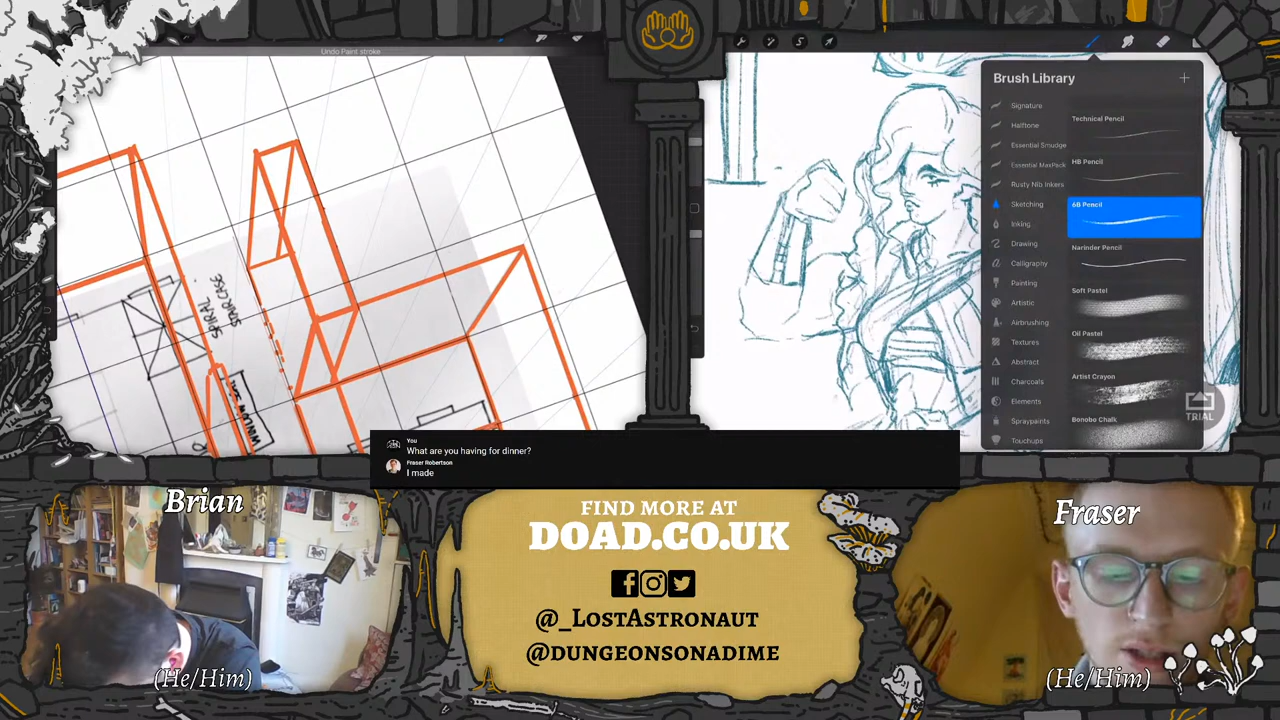 Undo Paint stroke
SPIRAL
STAIRCASE
Brush Library
+
Signature
Halftone
Essential Smudge
Essential MaxPack
Rusty Nib Inkers
Sketching
Inking
Drawing
Calligraphy
Painting
Artistic
Airbrushing
Textures
Abstract
Charcoals
Elements
Spraypaints
Touchups
Technical Pencil
HB Pencil
6B Pencil
Narinder Pencil
Soft Pastel
Oil Pastel
Artist Crayon
Bonobo Chalk
TRIAL
You
What are you having for dinner?
Fraser Robertson
I made
Brian
(He/Him)
FIND MORE AT
DOAD.CO.UK
@_LostAstronaut
@dungeonsonadime
Fraser
(He/Him)